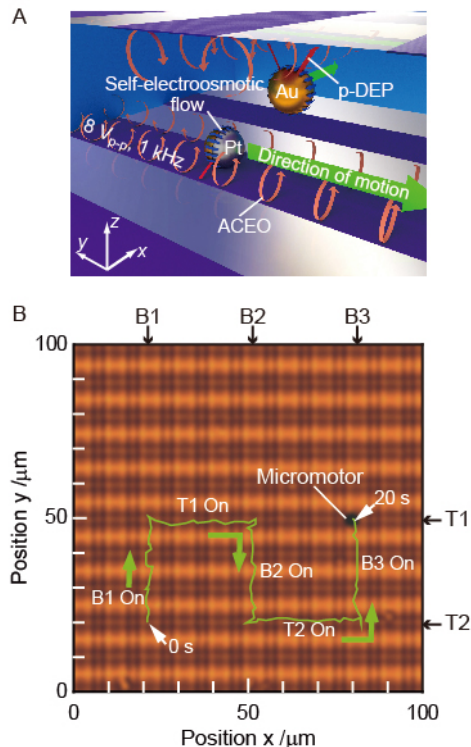 A
Self-electroosmotic
flow
Au
p-DEP
8 Vp-p, 1 kHz
Pt
Direction of motion
ACEO
z
y
x
B
B1
B2
B3
100
Micromotor
20 s
T1 On
50
T1
B1 On
B2 On
B3 On
T2 On
T2
0 s
0
0
50
100
Position y /μm
Position x /μm